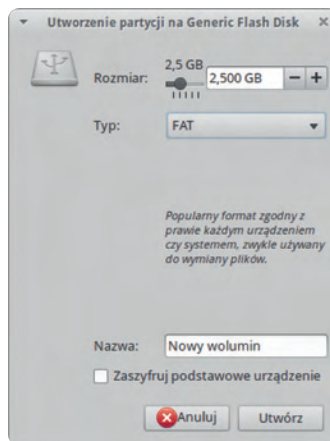 Utworzenie partycji na Generic Flash Disk
2,5 GB
Rozmiar: 2,500 GB
Typ: FAT
Popularny format zgodny z
prawie każdym urządzeniem
czy systemem, zwykle używany
do wymiany plików.
Nazwa: Nowy wolumin
Zaszyfruj podstawowe urządzenie
Anuluj Utwórz